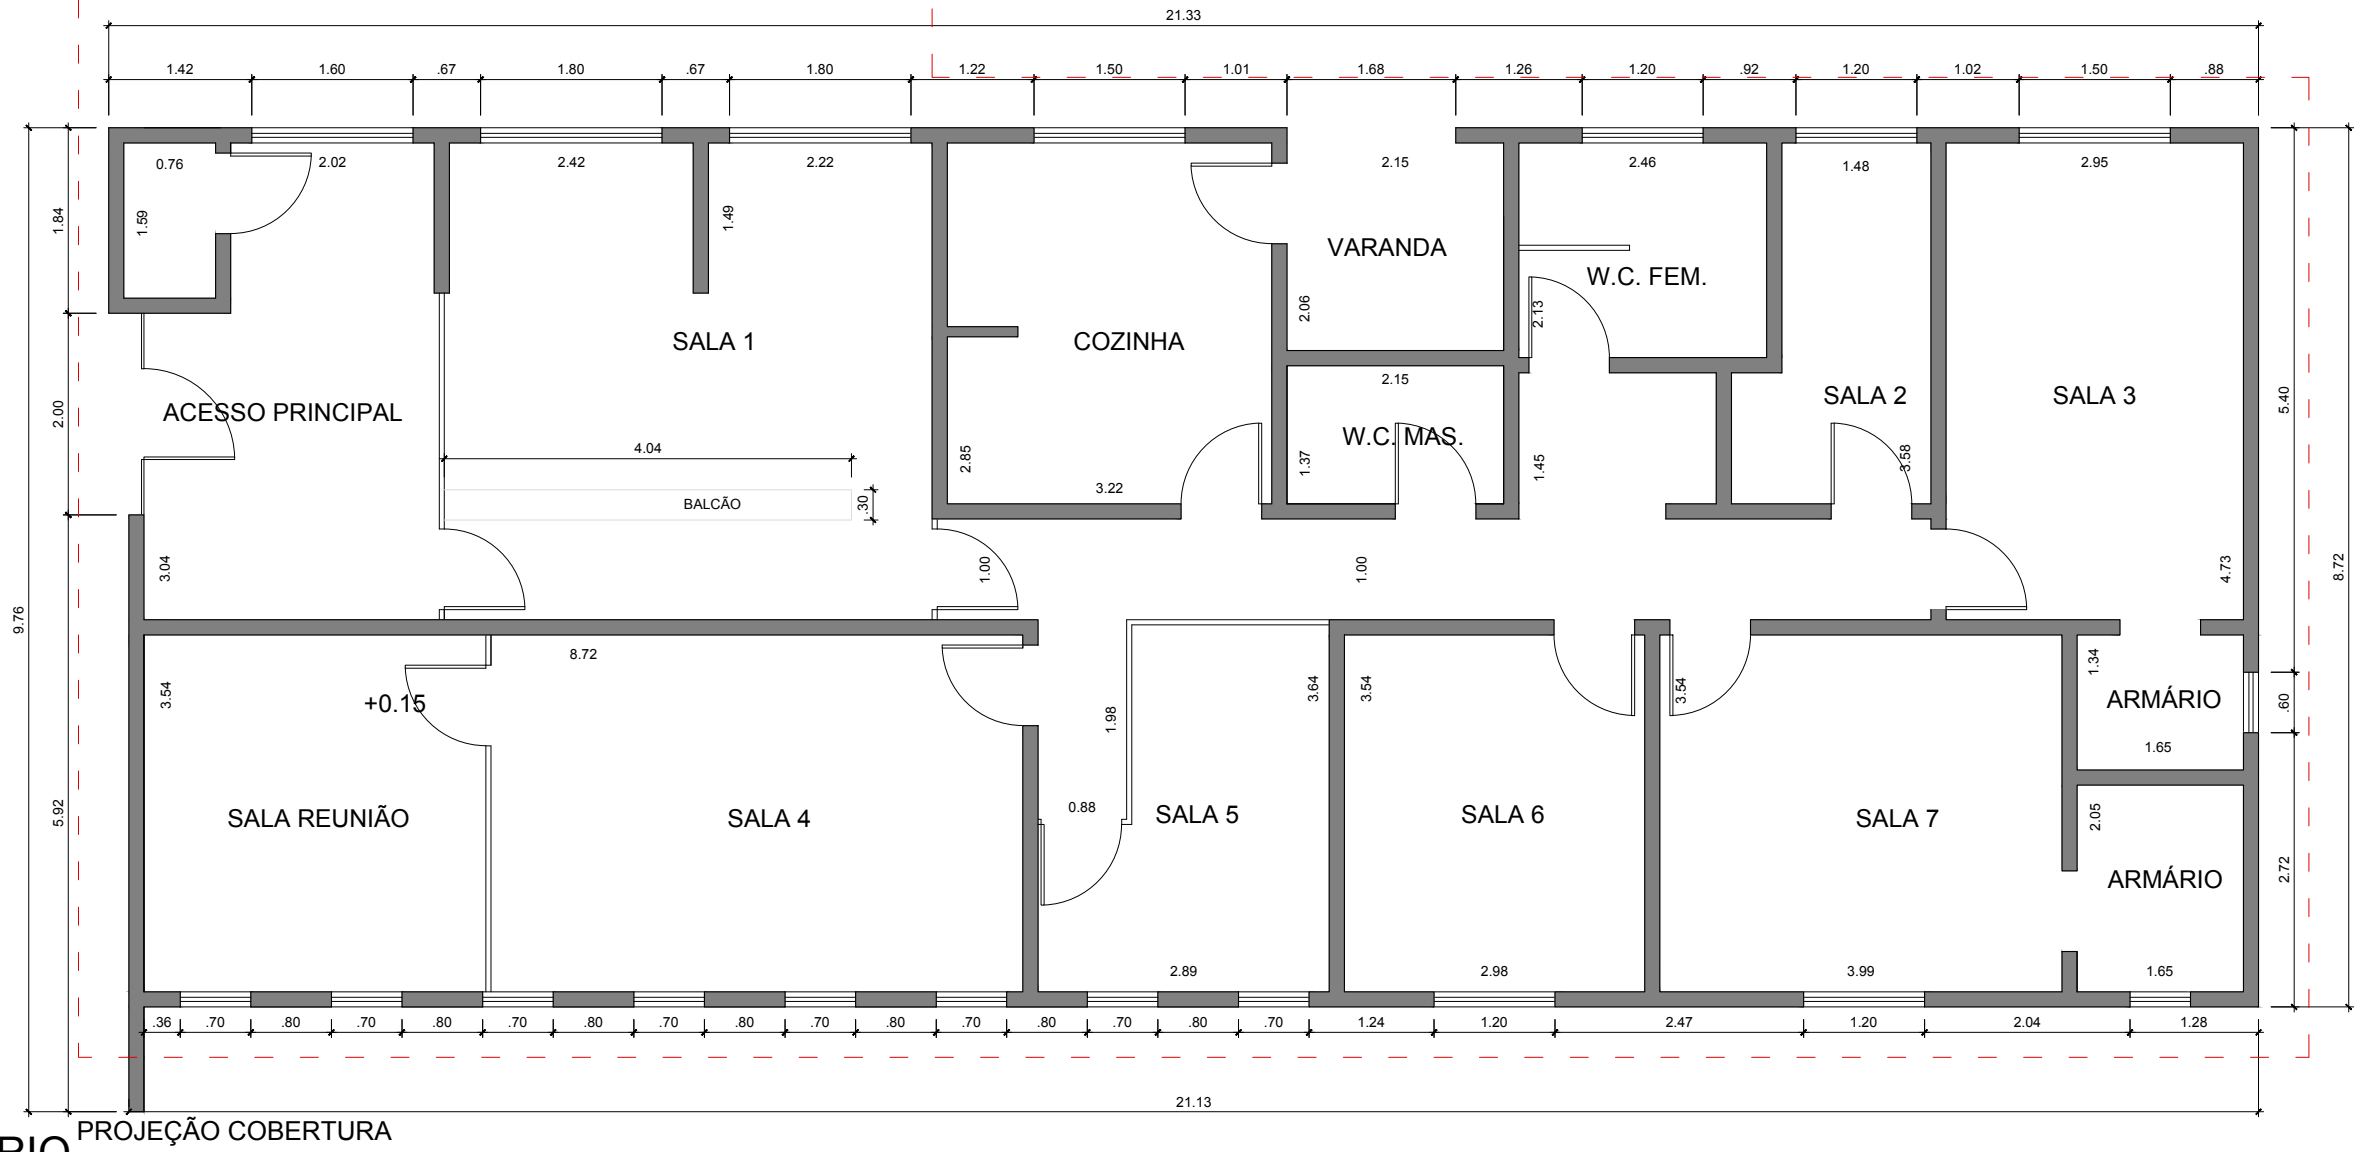 21.33
1.42 1.60 .67 1.80 .67 1.80 1.22 1.50 1.01 1.68 1.26 1.20 .92 1.20 1.02 1.50 .88
0.76 2.02 2.42 2.22 2.15 2.46 1.48 2.95
1.84 1.59 1.49
VARANDA
W.C. FEM.
2.06 2.13
SALA 1 COZINHA
2.15
SALA 2 SALA 3
5.40
2.00
ACESSO PRINCIPAL
W.C. MAS.
4.04
2.85 1.37 1.45 3.58
3.22
BALCÃO .30
3.04 1.00 1.00 4.73 8.72
9.76
8.72
3.54 +0.15 3.64 3.54 3.54 1.34
1.98
ARMÁRIO .60
1.65
0.88
SALA REUNIÃO SALA 4 SALA 5 SALA 6 SALA 7 2.05
5.92
ARMÁRIO 2.72
2.89 2.98 3.99 1.65
.36 .70 .80 .70 .80 .70 .80 .70 .80 .70 .80 .70 .80 .70 .80 .70 1.24 1.20 2.47 1.20 2.04 1.28
21.13
PROJEÇÃO COBERTURA
RIO